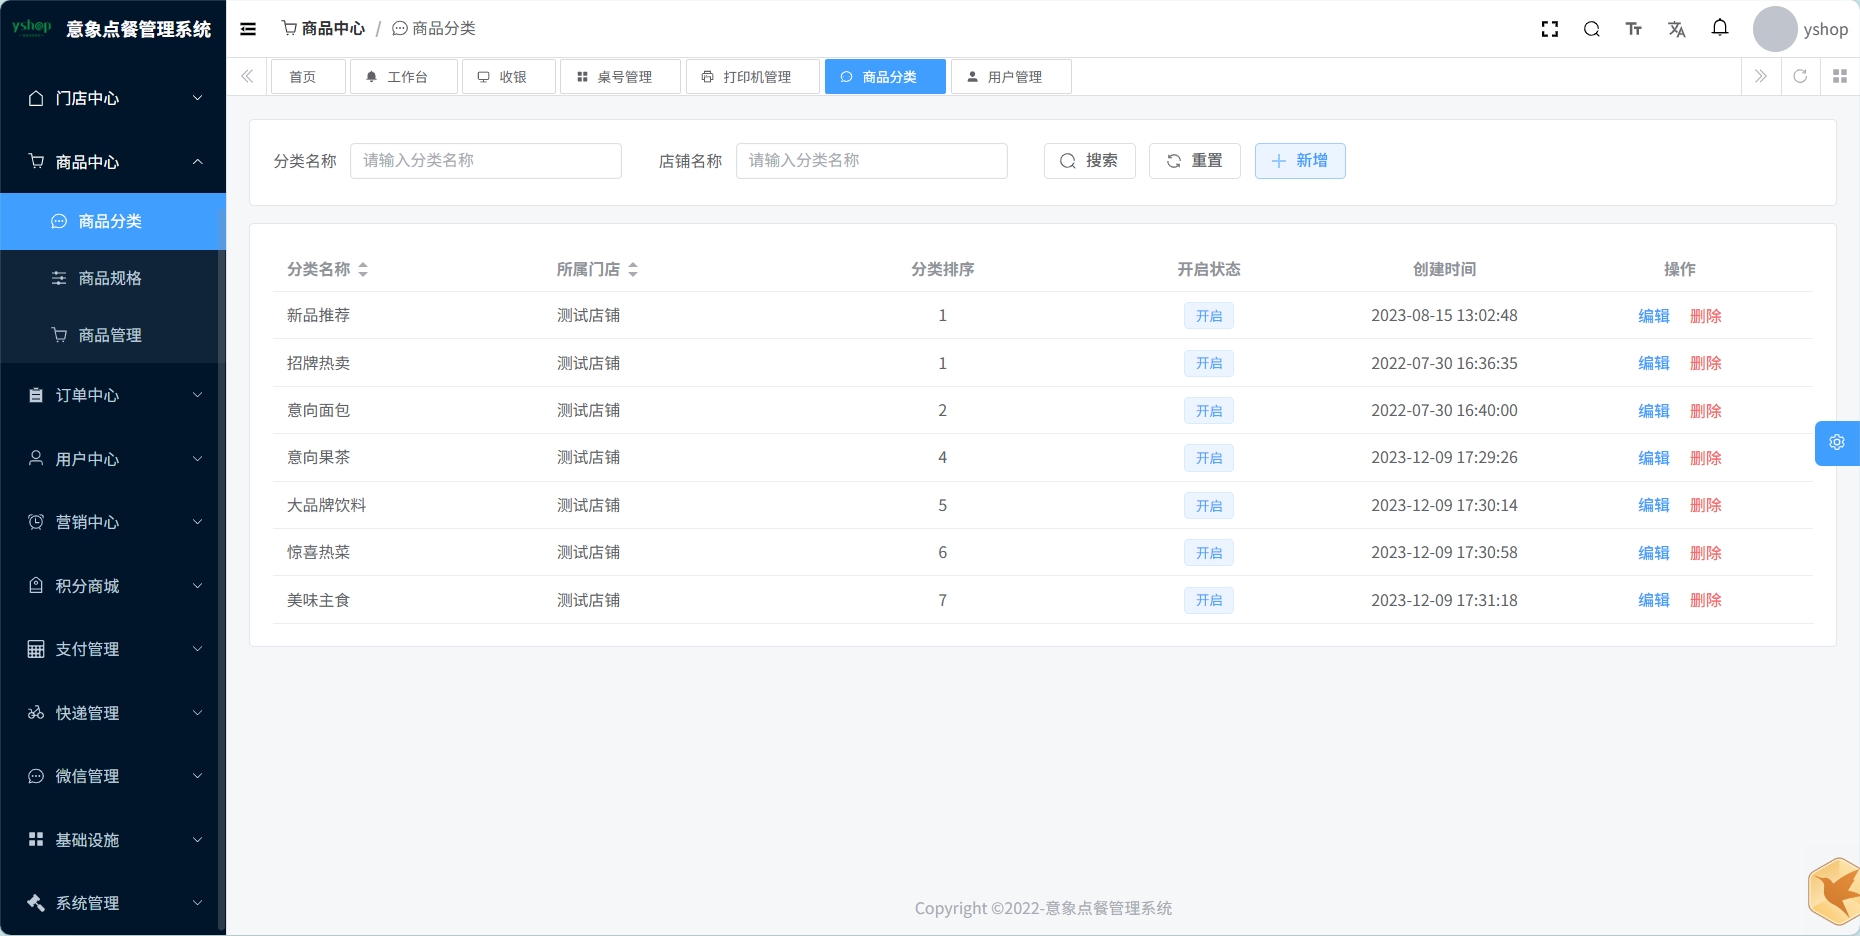 yshop 意象点餐管理系统
商品中心 / 商品分类
yshop
首页 工作台 收银 桌号管理 打印机管理 商品分类 用户管理
门店中心
商品中心
商品分类
商品规格
商品管理
订单中心
用户中心
营销中心
积分商城
支付管理
快递管理
微信管理
基础设施
系统管理
分类名称 请输入分类名称 店铺名称 请输入分类名称 搜索 重置 新增
分类名称 所属门店 分类排序 开启状态 创建时间 操作
新品推荐 测试店铺 1 开启 2023-08-15 13:02:48 编辑 删除
招牌热卖 测试店铺 1 开启 2022-07-30 16:36:35 编辑 删除
意向面包 测试店铺 2 开启 2022-07-30 16:40:00 编辑 删除
意向果茶 测试店铺 4 开启 2023-12-09 17:29:26 编辑 删除
大品牌饮料 测试店铺 5 开启 2023-12-09 17:30:14 编辑 删除
惊喜热菜 测试店铺 6 开启 2023-12-09 17:30:58 编辑 删除
美味主食 测试店铺 7 开启 2023-12-09 17:31:18 编辑 删除
Copyright ©2022-意象点餐管理系统